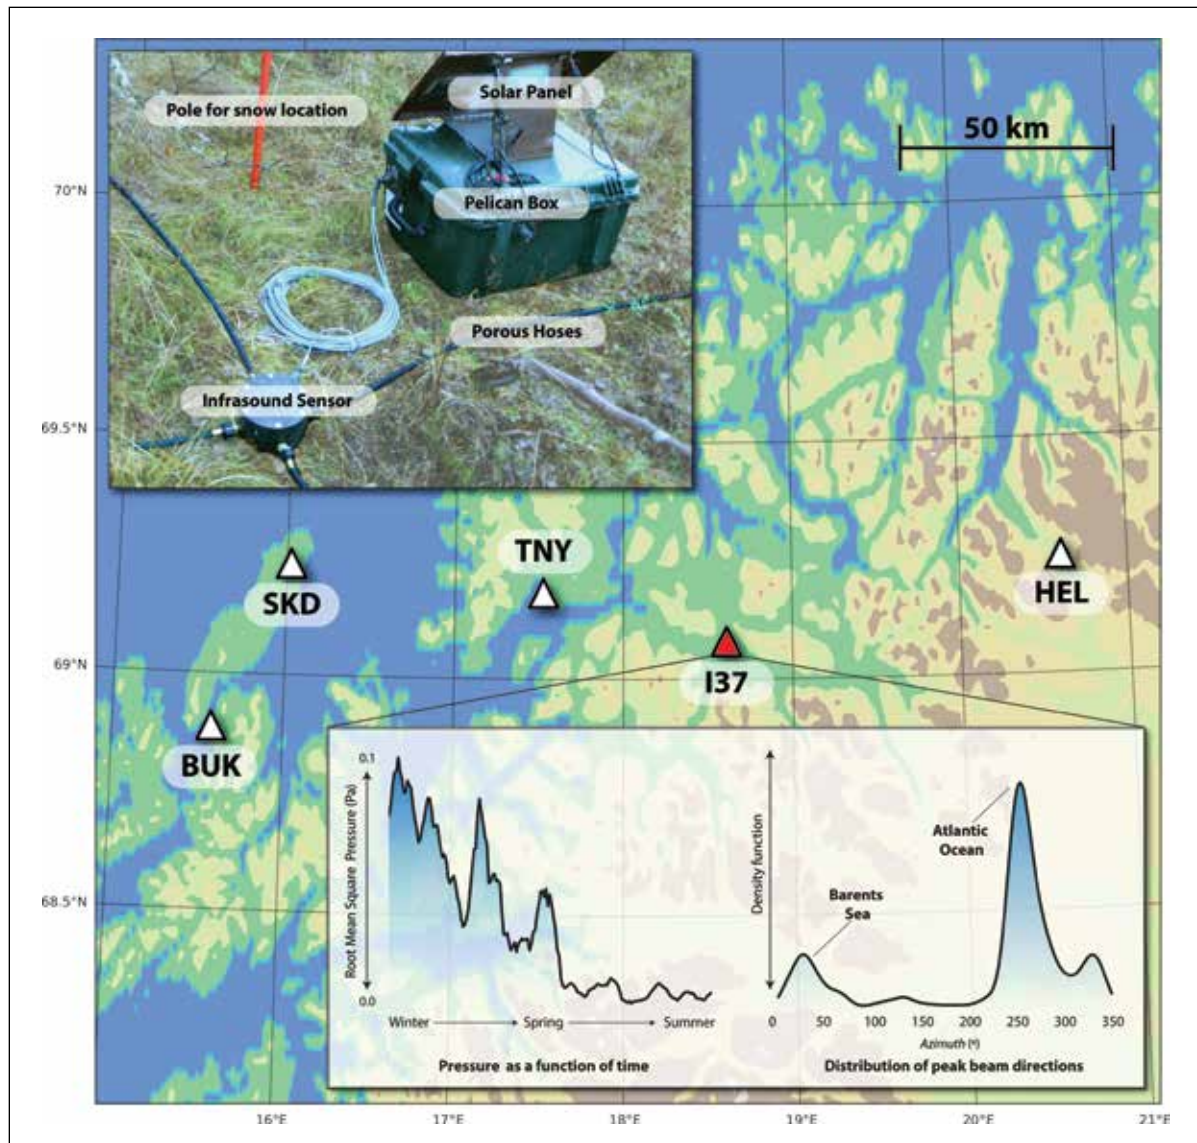 Pole for snow location
Solar Panel
Pelican Box
Porous Hoses
Infrasound Sensor
50 km
70°N
69.5°N
69°N
68.5°N
TNY
SKD
HEL
I37
BUK
0.1
Root Mean Square Pressure (Pa)
0.0
Winter
Spring
Summer
Pressure as a function of time
Density function
Barents
Sea
Atlantic
Ocean
0 50 100 150 200 250 300 350
Azimuth (°)
Distribution of peak beam directions
16°E 17°E 18°E 19°E 20°E 21°E